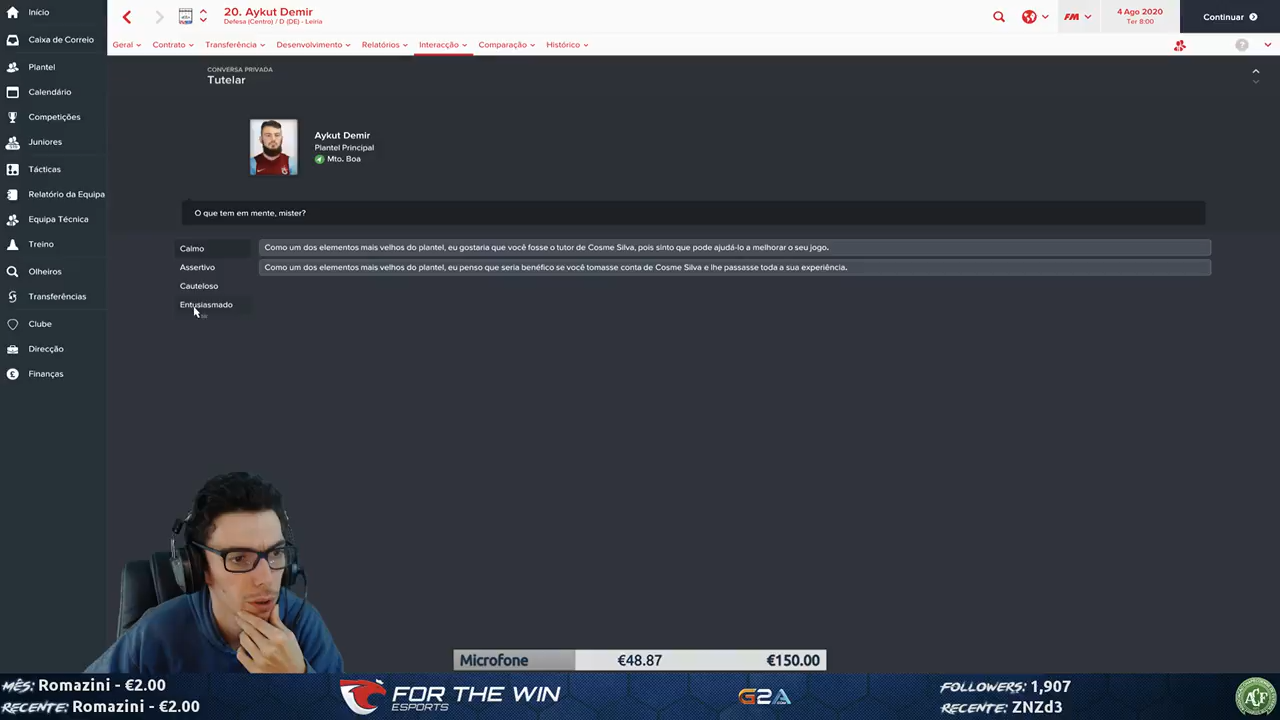 Início
Caixa de Correio
Plantel
Calendário
Competições
Juniores
Tácticas
Relatório da Equipa
Equipa Técnica
Treino
Olheiros
Transferências
Clube
Direcção
Finanças
20. Aykut Demir
Defesa (Centro) / D (DE) - Leiria
FM
4 Ago 2020
Ter 8:00
Continuar
Geral
Contrato
Transferência
Desenvolvimento
Relatórios
Interacção
Comparação
Histórico
CONVERSA PRIVADA
Tutelar
Aykut Demir
Plantel Principal
Mto. Boa
O que tem em mente, mister?
Calmo
Como um dos elementos mais velhos do plantel, eu gostaria que você fosse o tutor de Cosme Silva, pois sinto que pode ajudá-lo a melhorar o seu jogo.
Assertivo
Como um dos elementos mais velhos do plantel, eu penso que seria benéfico se você tomasse conta de Cosme Silva e lhe passasse toda a sua experiência.
Cauteloso
Entusiasmado
Microfone
€48.87
€150.00
MÊS: Romazini - €2.00
RECENTE: Romazini - €2.00
FOR THE WIN
ESPORTS
G2A
FOLLOWERS: 1,907
RECENTE: ZNZd3
ACF